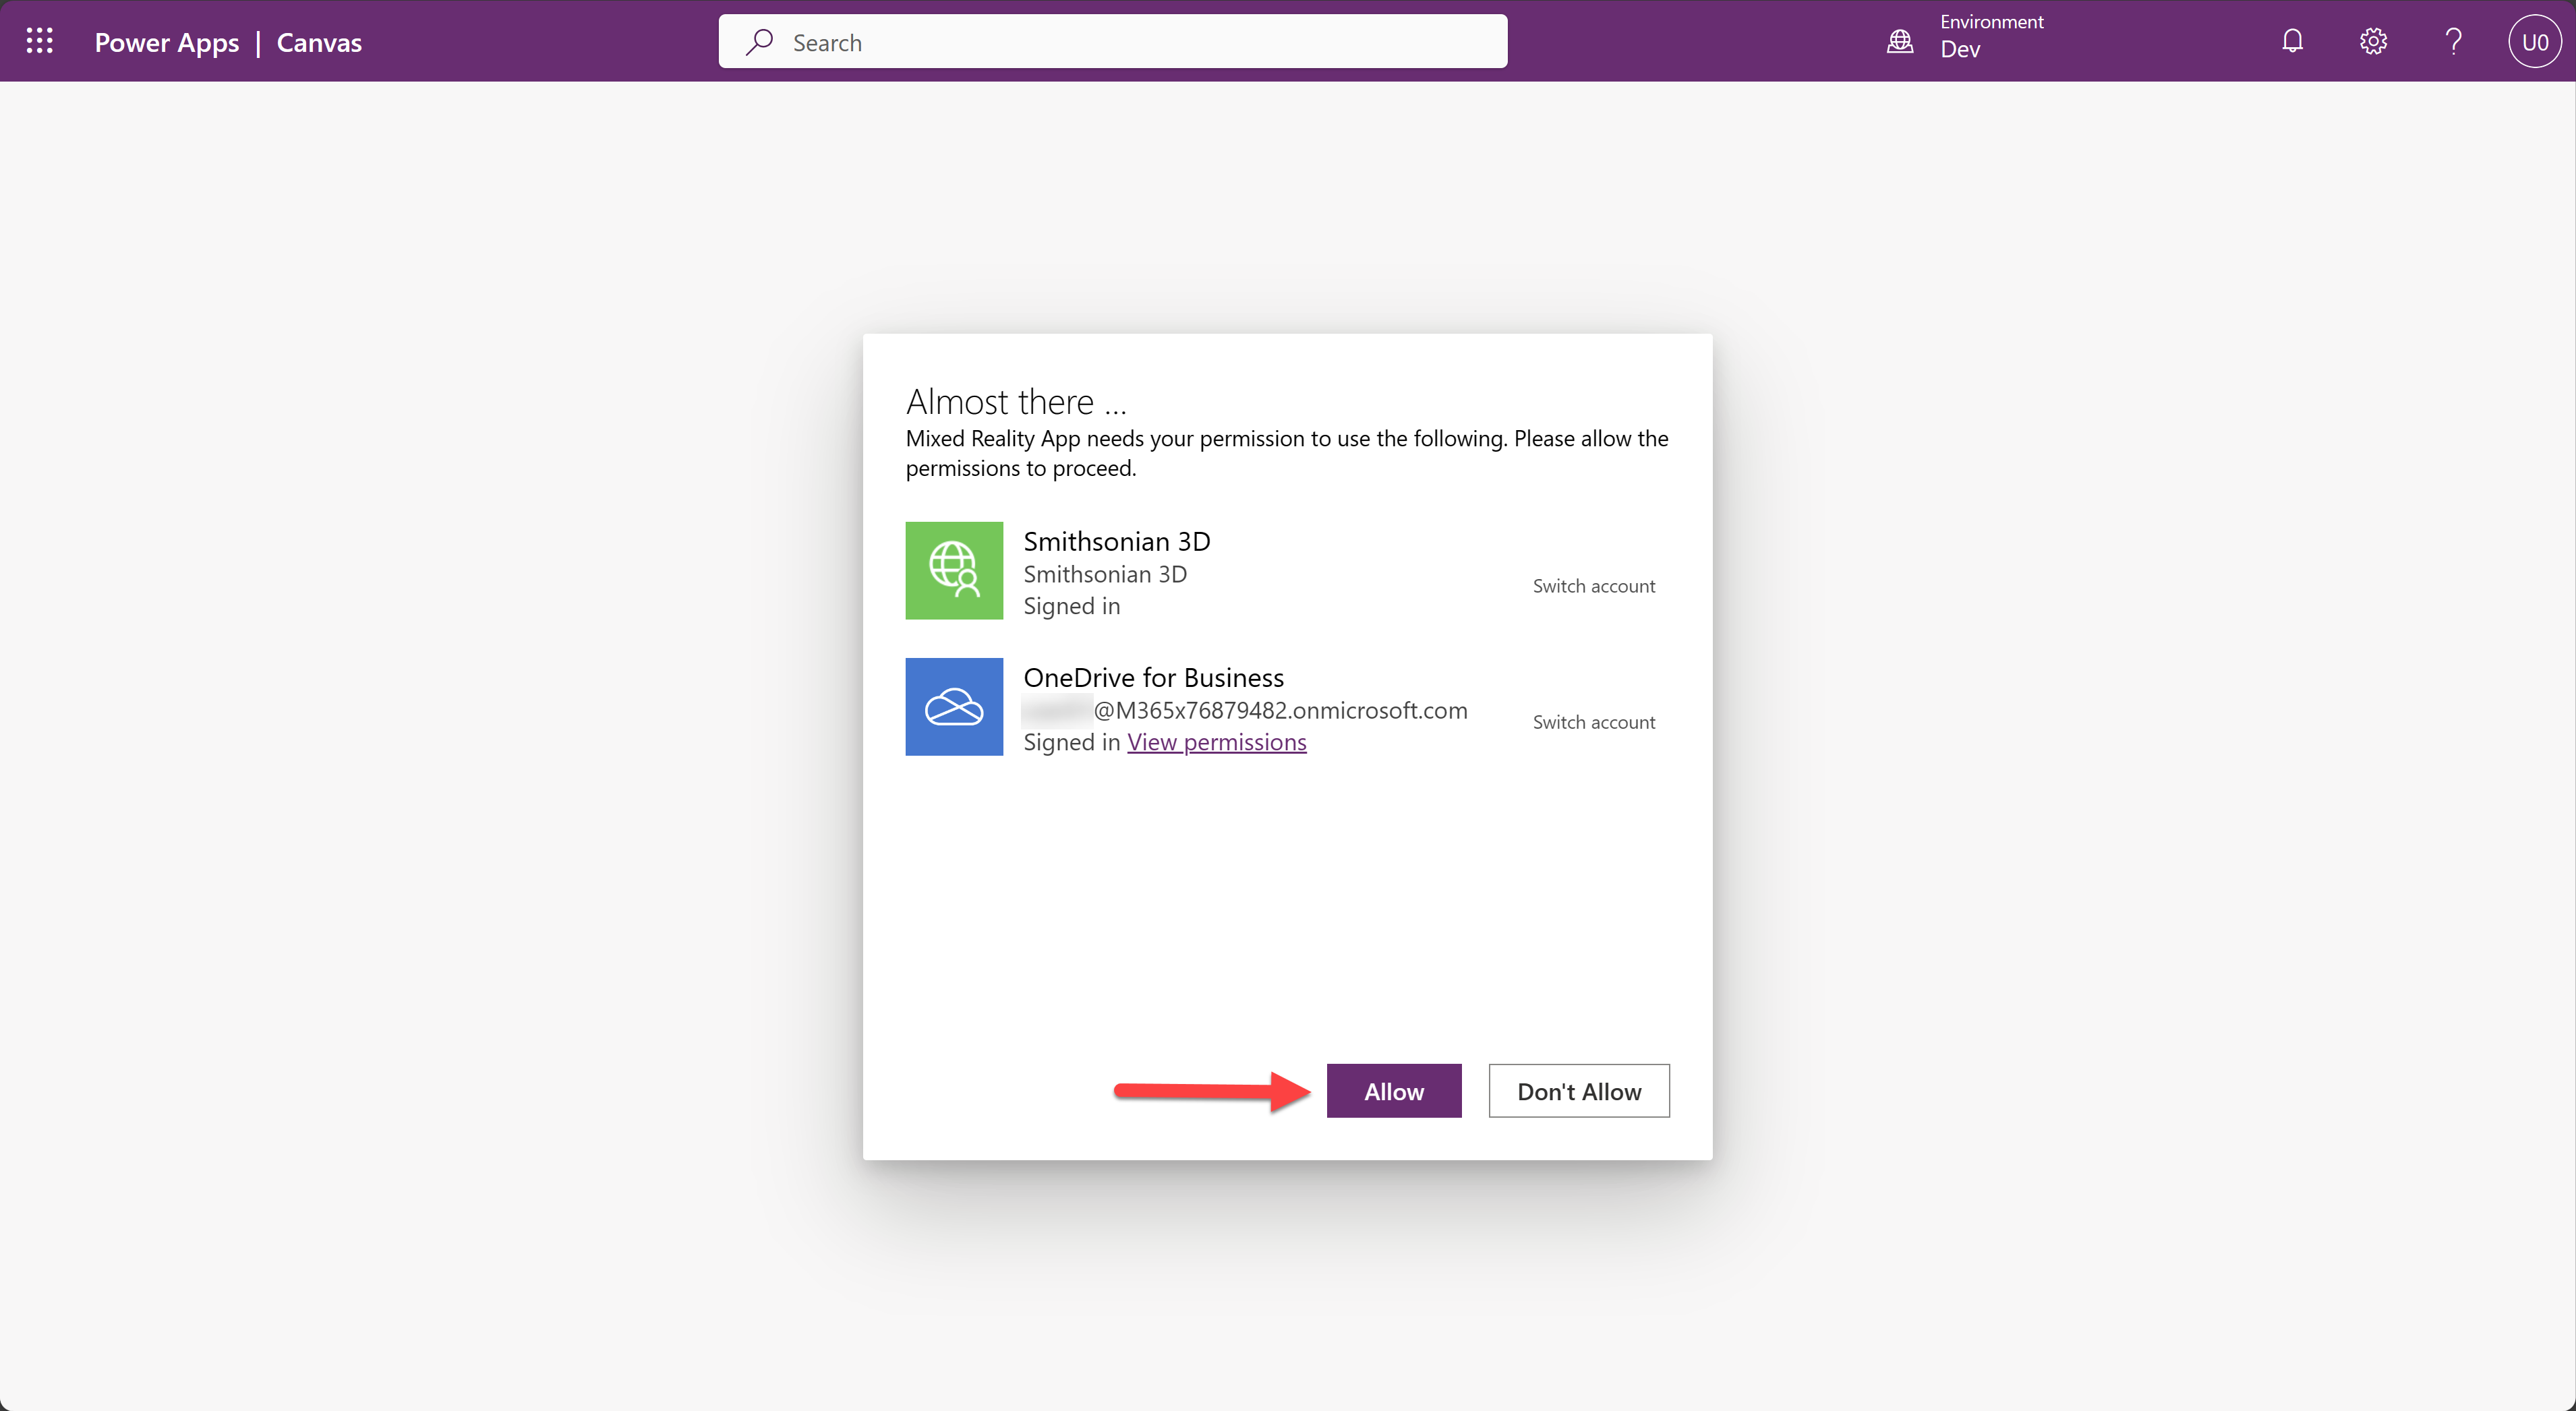 Power Apps | Canvas
Search
Environment
Dev
U0
Almost there ...
Mixed Reality App needs your permission to use the following. Please allow the
permissions to proceed.
Smithsonian 3D
Smithsonian 3D
Signed in
Switch account
OneDrive for Business
@M365x76879482.onmicrosoft.com
Signed in View permissions
Switch account
Allow
Don't Allow